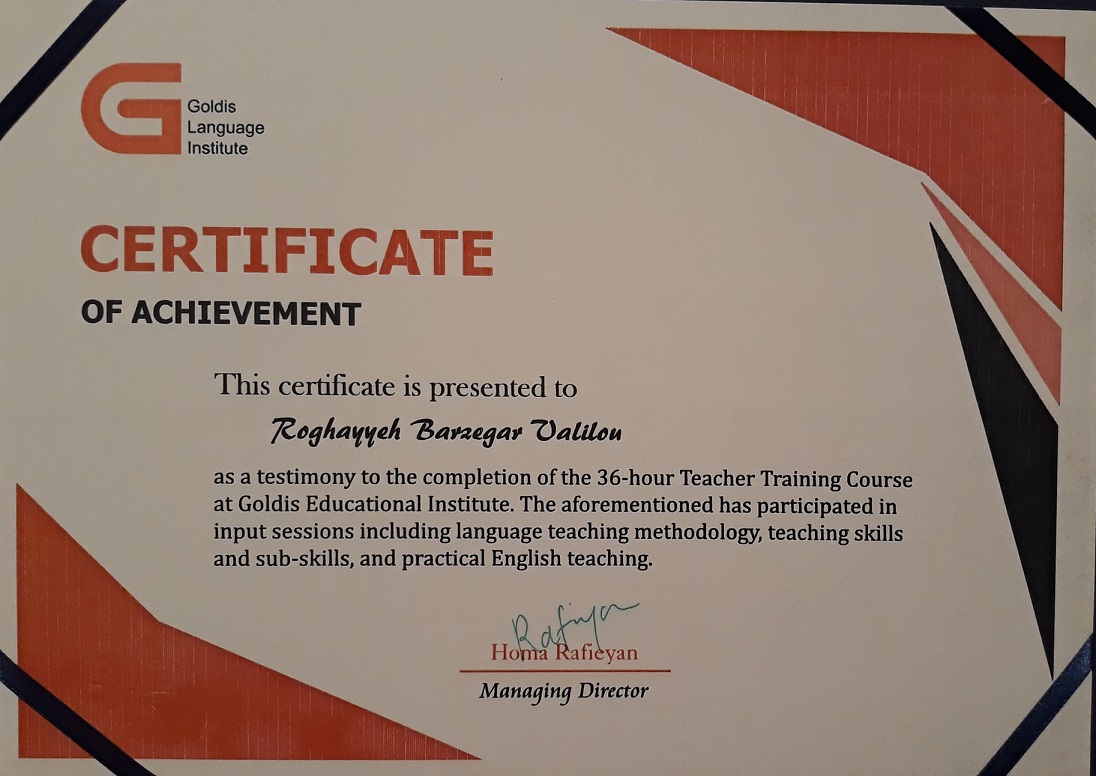 Goldis
Language
Institute
CERTIFICATE
OF ACHIEVEMENT
This certificate is presented to
Roghayyeh Barzegar Valilou
as a testimony to the completion of the 36-hour Teacher Training Course
at Goldis Educational Institute. The aforementioned has participated in
input sessions including language teaching methodology, teaching skills
and sub-skills, and practical English teaching.
Rafiyan
Homa Rafieyan
Managing Director